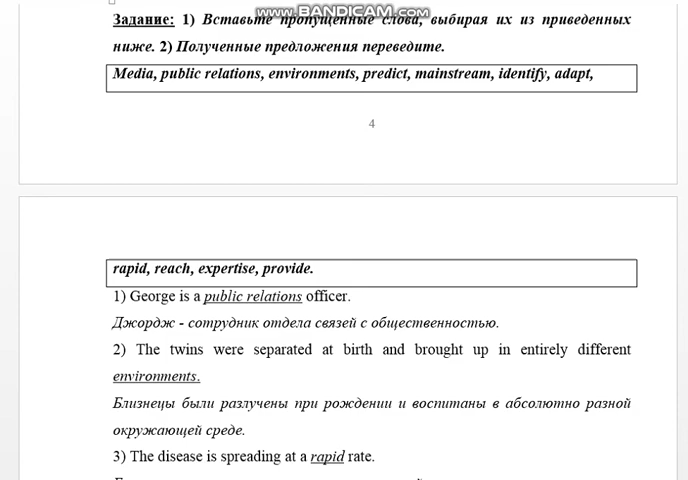 www.BANDICAM.com
Задание: 1) Вставьте пропущенные слова, выбирая их из приведенных
ниже. 2) Полученные предложения переведите.
Media, public relations, environments, predict, mainstream, identify, adapt,
4
rapid, reach, expertise, provide.
1) George is a public relations officer.
Джордж - сотрудник отдела связей с общественностью.
2) The twins were separated at birth and brought up in entirely different
environments.
Близнецы были разлучены при рождении и воспитаны в абсолютно разной
окружающей среде.
3) The disease is spreading at a rapid rate.